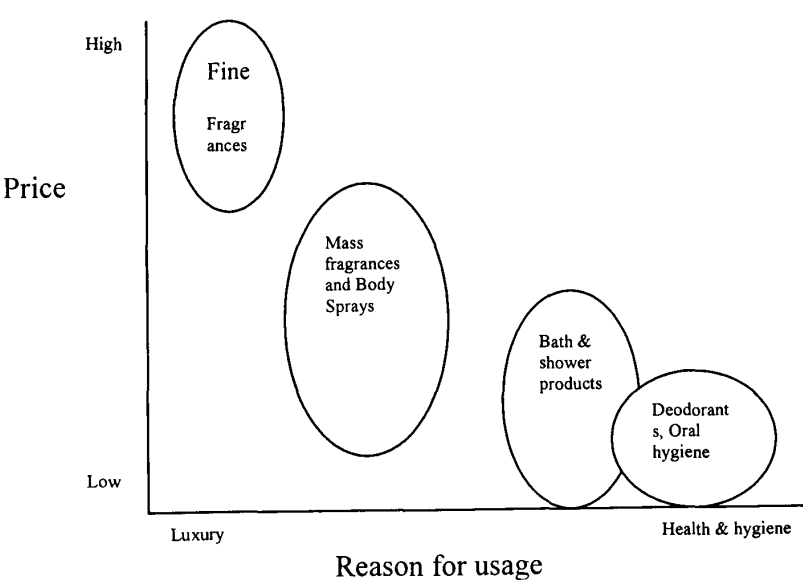 High
Fine
Fragr
ances
Price
Mass
fragrances
and Body
Sprays
Bath &
shower
products
Deodorant
s, Oral
hygiene
Low
Luxury
Health & hygiene
Reason for usage